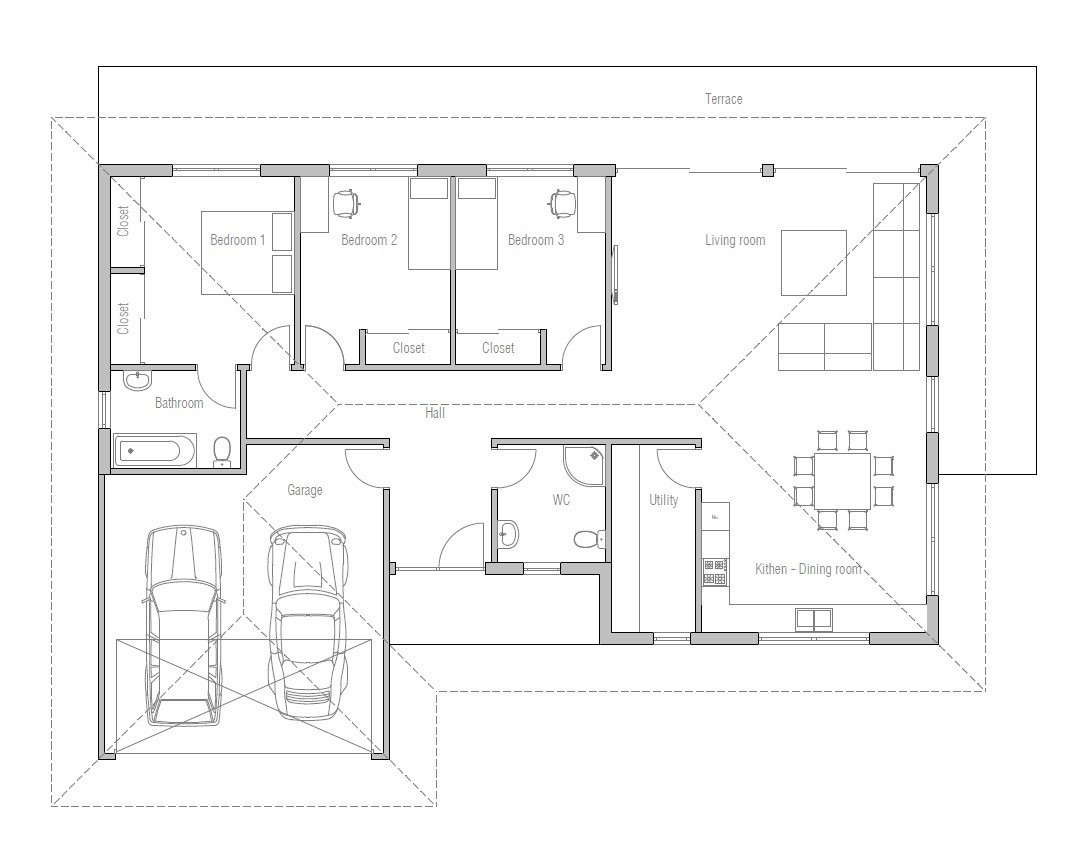 Terrace
Closet
Bedroom 1
Bedroom 2
Bedroom 3
Living room
Closet
Closet
Closet
Bathroom
Hall
Garage
WC
Utility
F
Kithen - Dining room